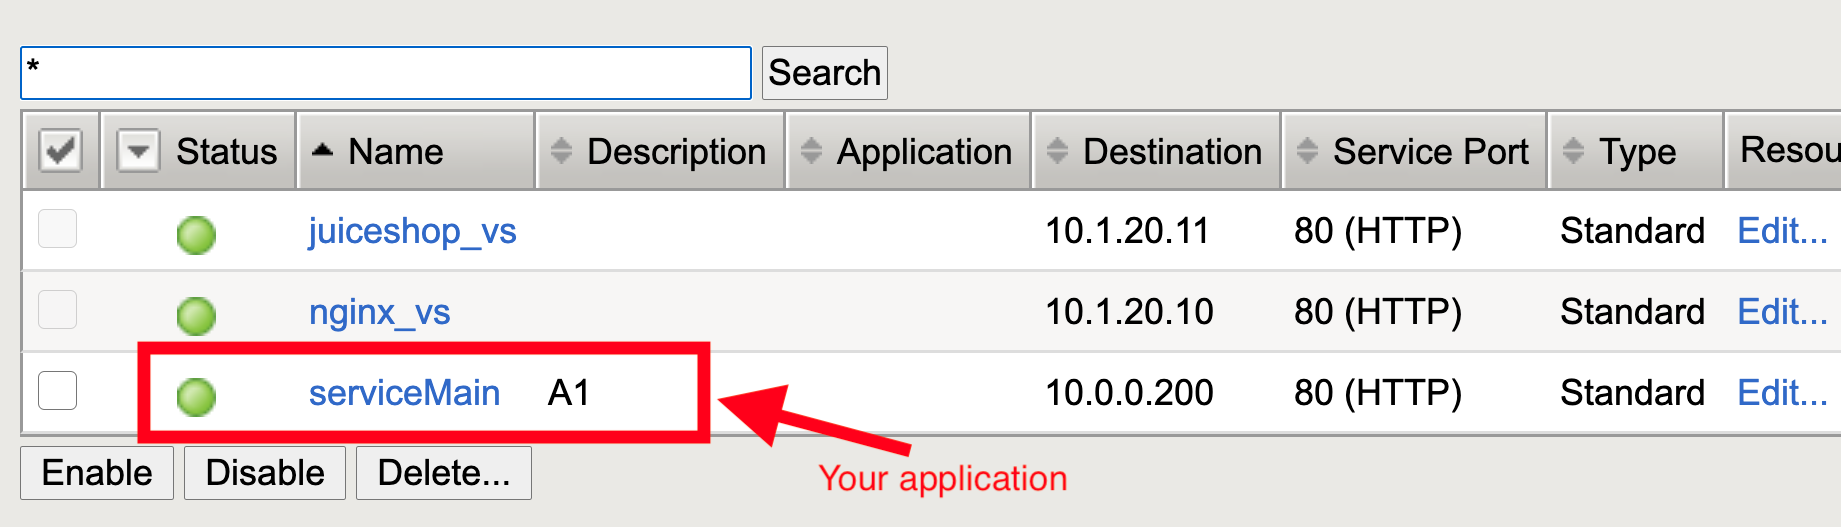 *
Search
Status Name Description Application Destination Service Port Type Resou
juiceshop_vs 10.1.20.11 80 (HTTP) Standard Edit...
nginx_vs 10.1.20.10 80 (HTTP) Standard Edit...
serviceMain A1 10.0.0.200 80 (HTTP) Standard Edit...
Enable Disable Delete...
Your application